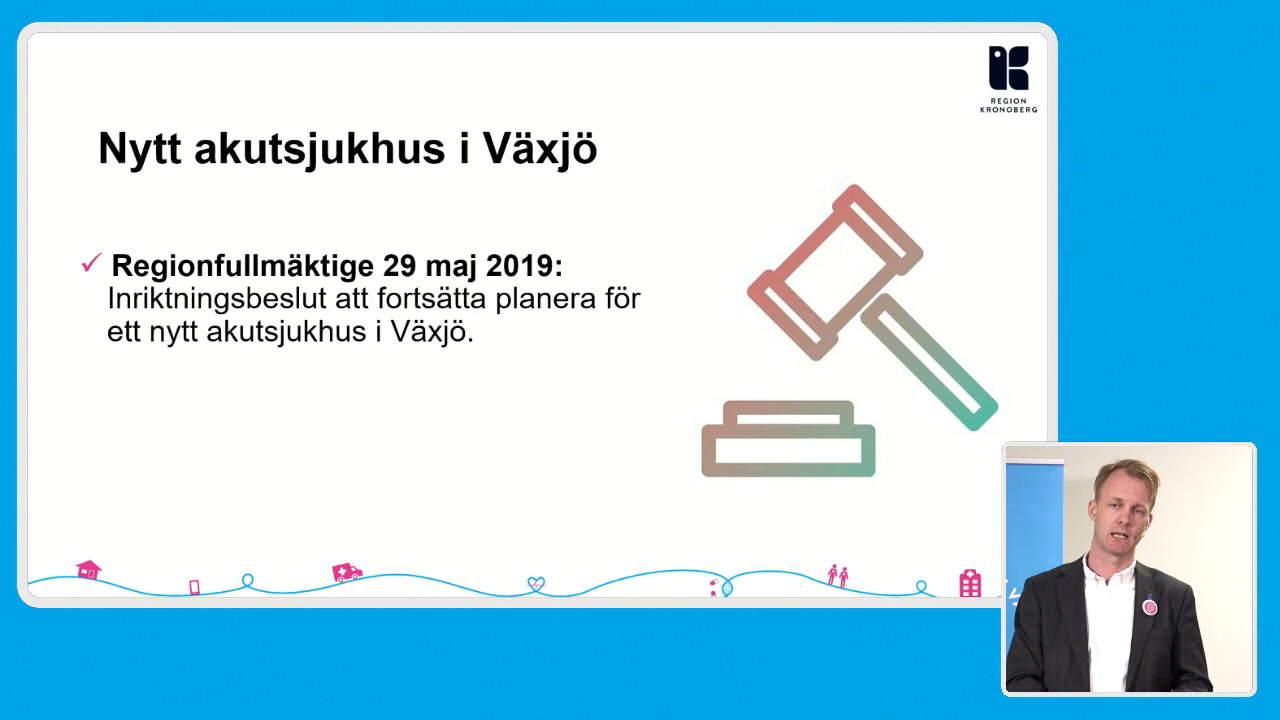 REGION
KRONOBERG
Nytt akutsjukhus i Växjö
✓ Regionfullmäktige 29 maj 2019:
Inriktningsbeslut att fortsätta planera för
ett nytt akutsjukhus i Växjö.